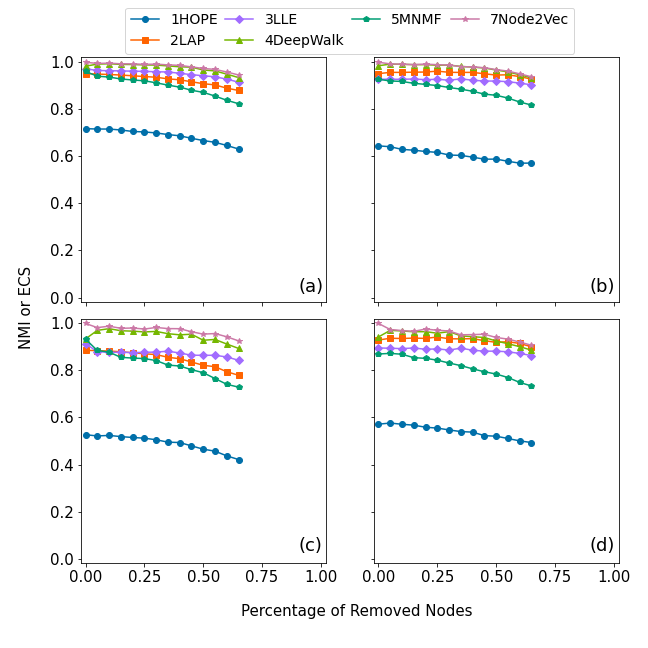 1HOPE 3LLE 5MNMF 7Node2Vec
2LAP 4DeepWalk
1.0
0.8
0.6
0.4
0.2
0.0
(a)
(b)
NMI or ECS
1.0
0.8
0.6
0.4
0.2
0.0
(c)
(d)
0.00 0.25 0.50 0.75 1.00
0.00 0.25 0.50 0.75 1.00
Percentage of Removed Nodes